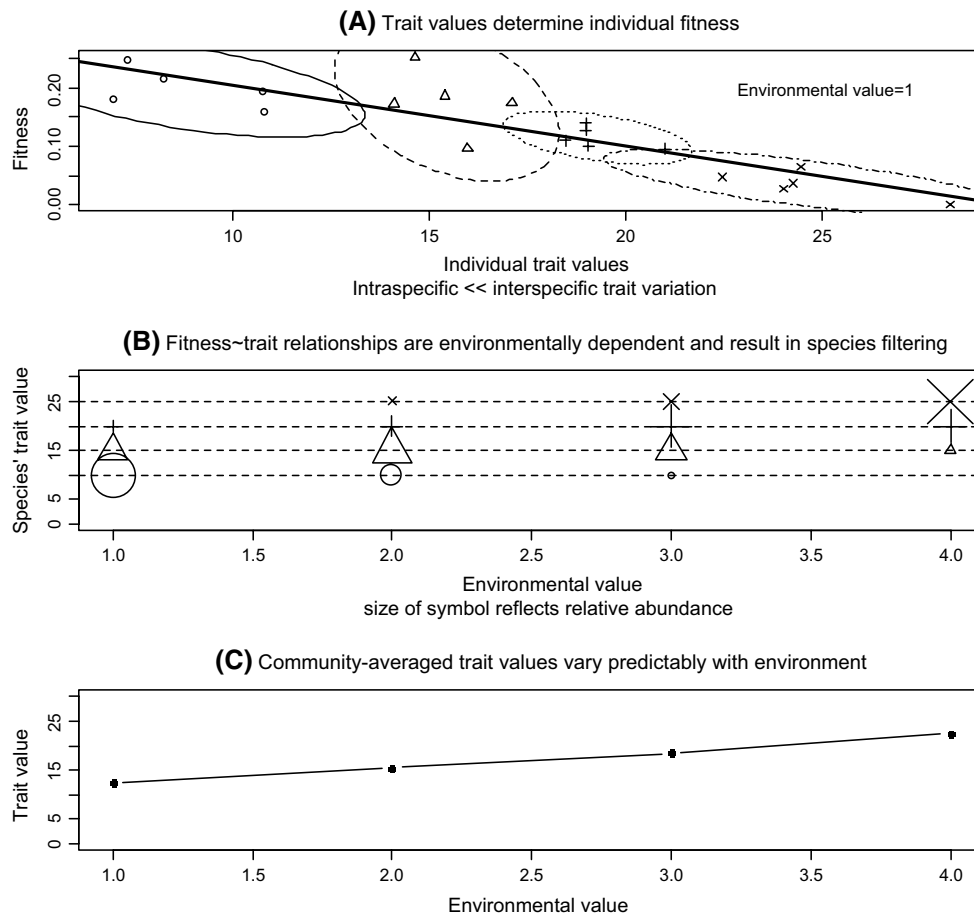 (A) Trait values determine individual fitness
Fitness
0.20
0.10
0.00
Environmental value=1
10 15 20 25
Individual trait values
Intraspecific << interspecific trait variation
(B) Fitness~trait relationships are environmentally dependent and result in species filtering
Species' trait value
25
15
5
0
1.0 1.5 2.0 2.5 3.0 3.5 4.0
Environmental value
size of symbol reflects relative abundance
(C) Community-averaged trait values vary predictably with environment
Trait value
25
15
5
0
1.0 1.5 2.0 2.5 3.0 3.5 4.0
Environmental value